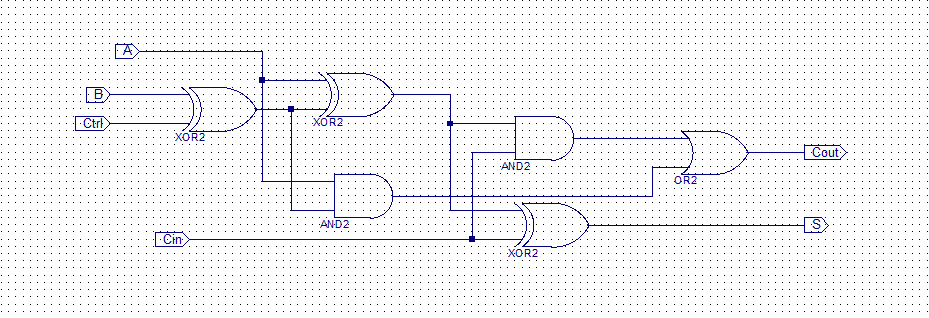 A
B
Ctrl
XOR2
XOR2
AND2
Cin
AND2
XOR2
OR2
Cout
S